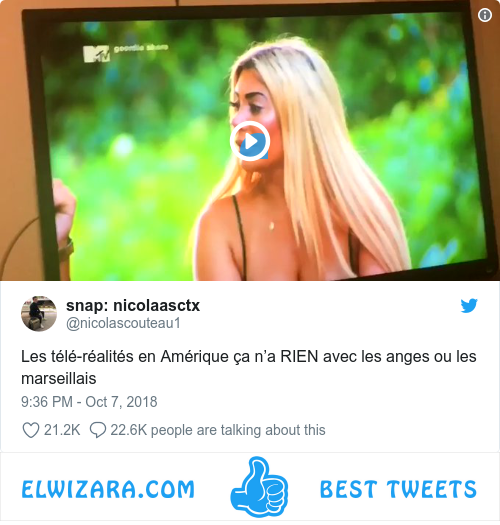 MTV geordie shore
snap: nicolaasctx
@nicolascouteau1
Les télé-réalités en Amérique ça n’a RIEN avec les anges ou les
marseillais
9:36 PM - Oct 7, 2018
21.2K 22.6K people are talking about this
ELWIZARA.COM BEST TWEETS